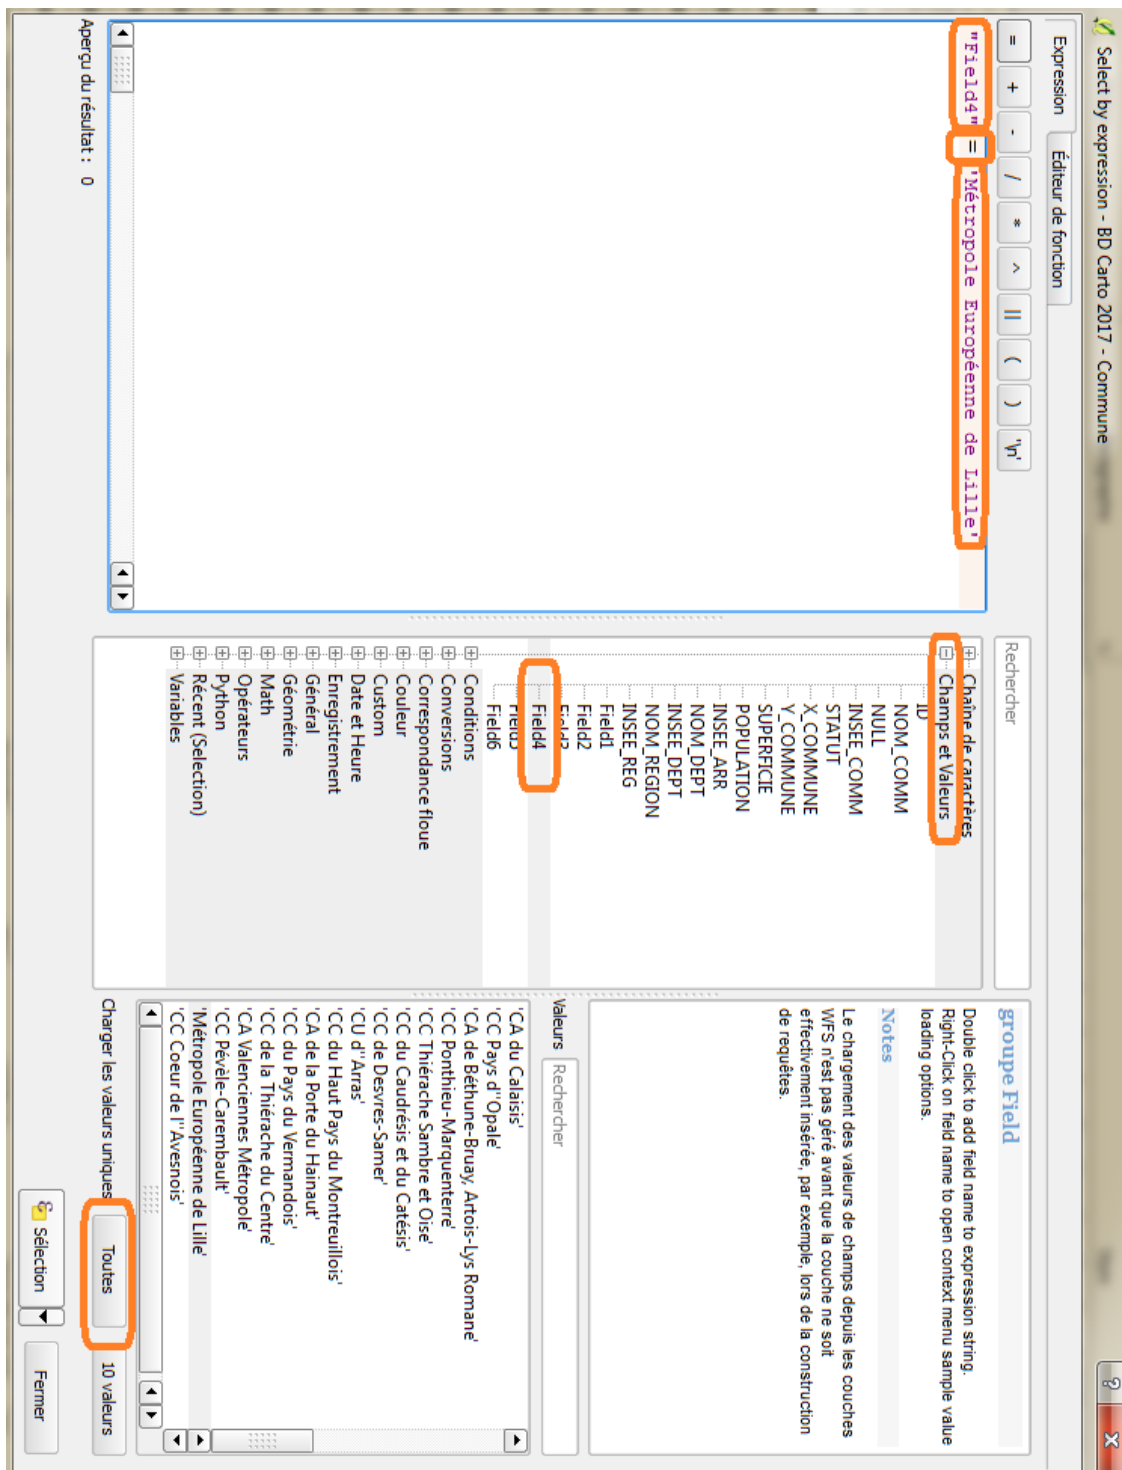 Select by expression - BD Carto 2017 - Commune
Expression
Éditeur de fonction
= + - / * ^ || ( ) '\n'
"Field4" = 'Métropole Européenne de Lille'
Aperçu du résultat : 0
Rechercher
Chaîne de caractères
Champs et Valeurs
ID
NOM_COMM
NULL
INSEE_COMM
STATUT
X_COMMUNE
Y_COMMUNE
SUPERFICIE
POPULATION
INSEE_ARR
NOM_DEPT
INSEE_DEPT
NOM_REGION
INSEE_REG
Field1
Field2
Field3
Field4
Field5
Field6
Conditions
Conversions
Correspondance floue
Couleur
Custom
Date et Heure
Enregistrement
Général
Géométrie
Math
Opérateurs
Python
Récent (Selection)
Variables
groupe Field
Double click to add field name to expression string.
Right-Click on field name to open context menu sample value
loading options.
Notes
Le chargement des valeurs de champs depuis les couches
WFS n'est pas géré avant que la couche ne soit
effectivement insérée, par exemple, lors de la construction
de requêtes.
Valeurs Rechercher
'CA du Calaisis'
'CC Pays d''Opale'
'CA de Béthune-Bruay, Artois-Lys Romane'
'CC Ponthieu-Marquenterre'
'CC Thiérache Sambre et Oise'
'CC du Caudrésis et du Catésis'
'CC de Desvres-Samer'
'CU d''Arras'
'CC du Haut Pays du Montreuillois'
'CA de la Porte du Hainaut'
'CC du Pays du Vermandois'
'CC de la Thiérache du Centre'
'CA Valenciennes Métropole'
'CC Pévèle-Carembault'
'Métropole Européenne de Lille'
'CC Coeur de l''Avesnois'
Charger les valeurs uniques Toutes 10 valeurs
Sélection Fermer